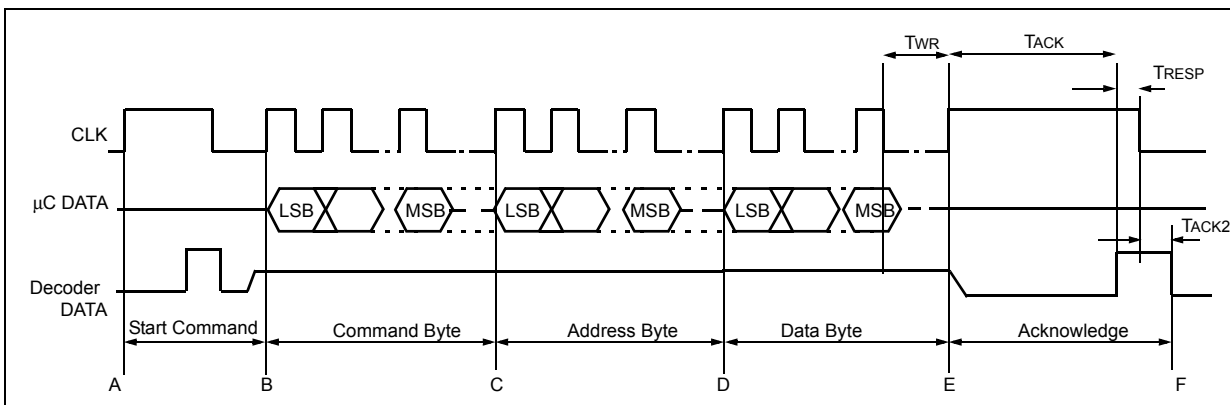 TWR
TACK
TRESP
CLK
μC DATA
LSB
MSB
LSB
MSB
LSB
MSB
TACK2
Decoder
DATA
Start Command
Command Byte
Address Byte
Data Byte
Acknowledge
A
B
C
D
E
F